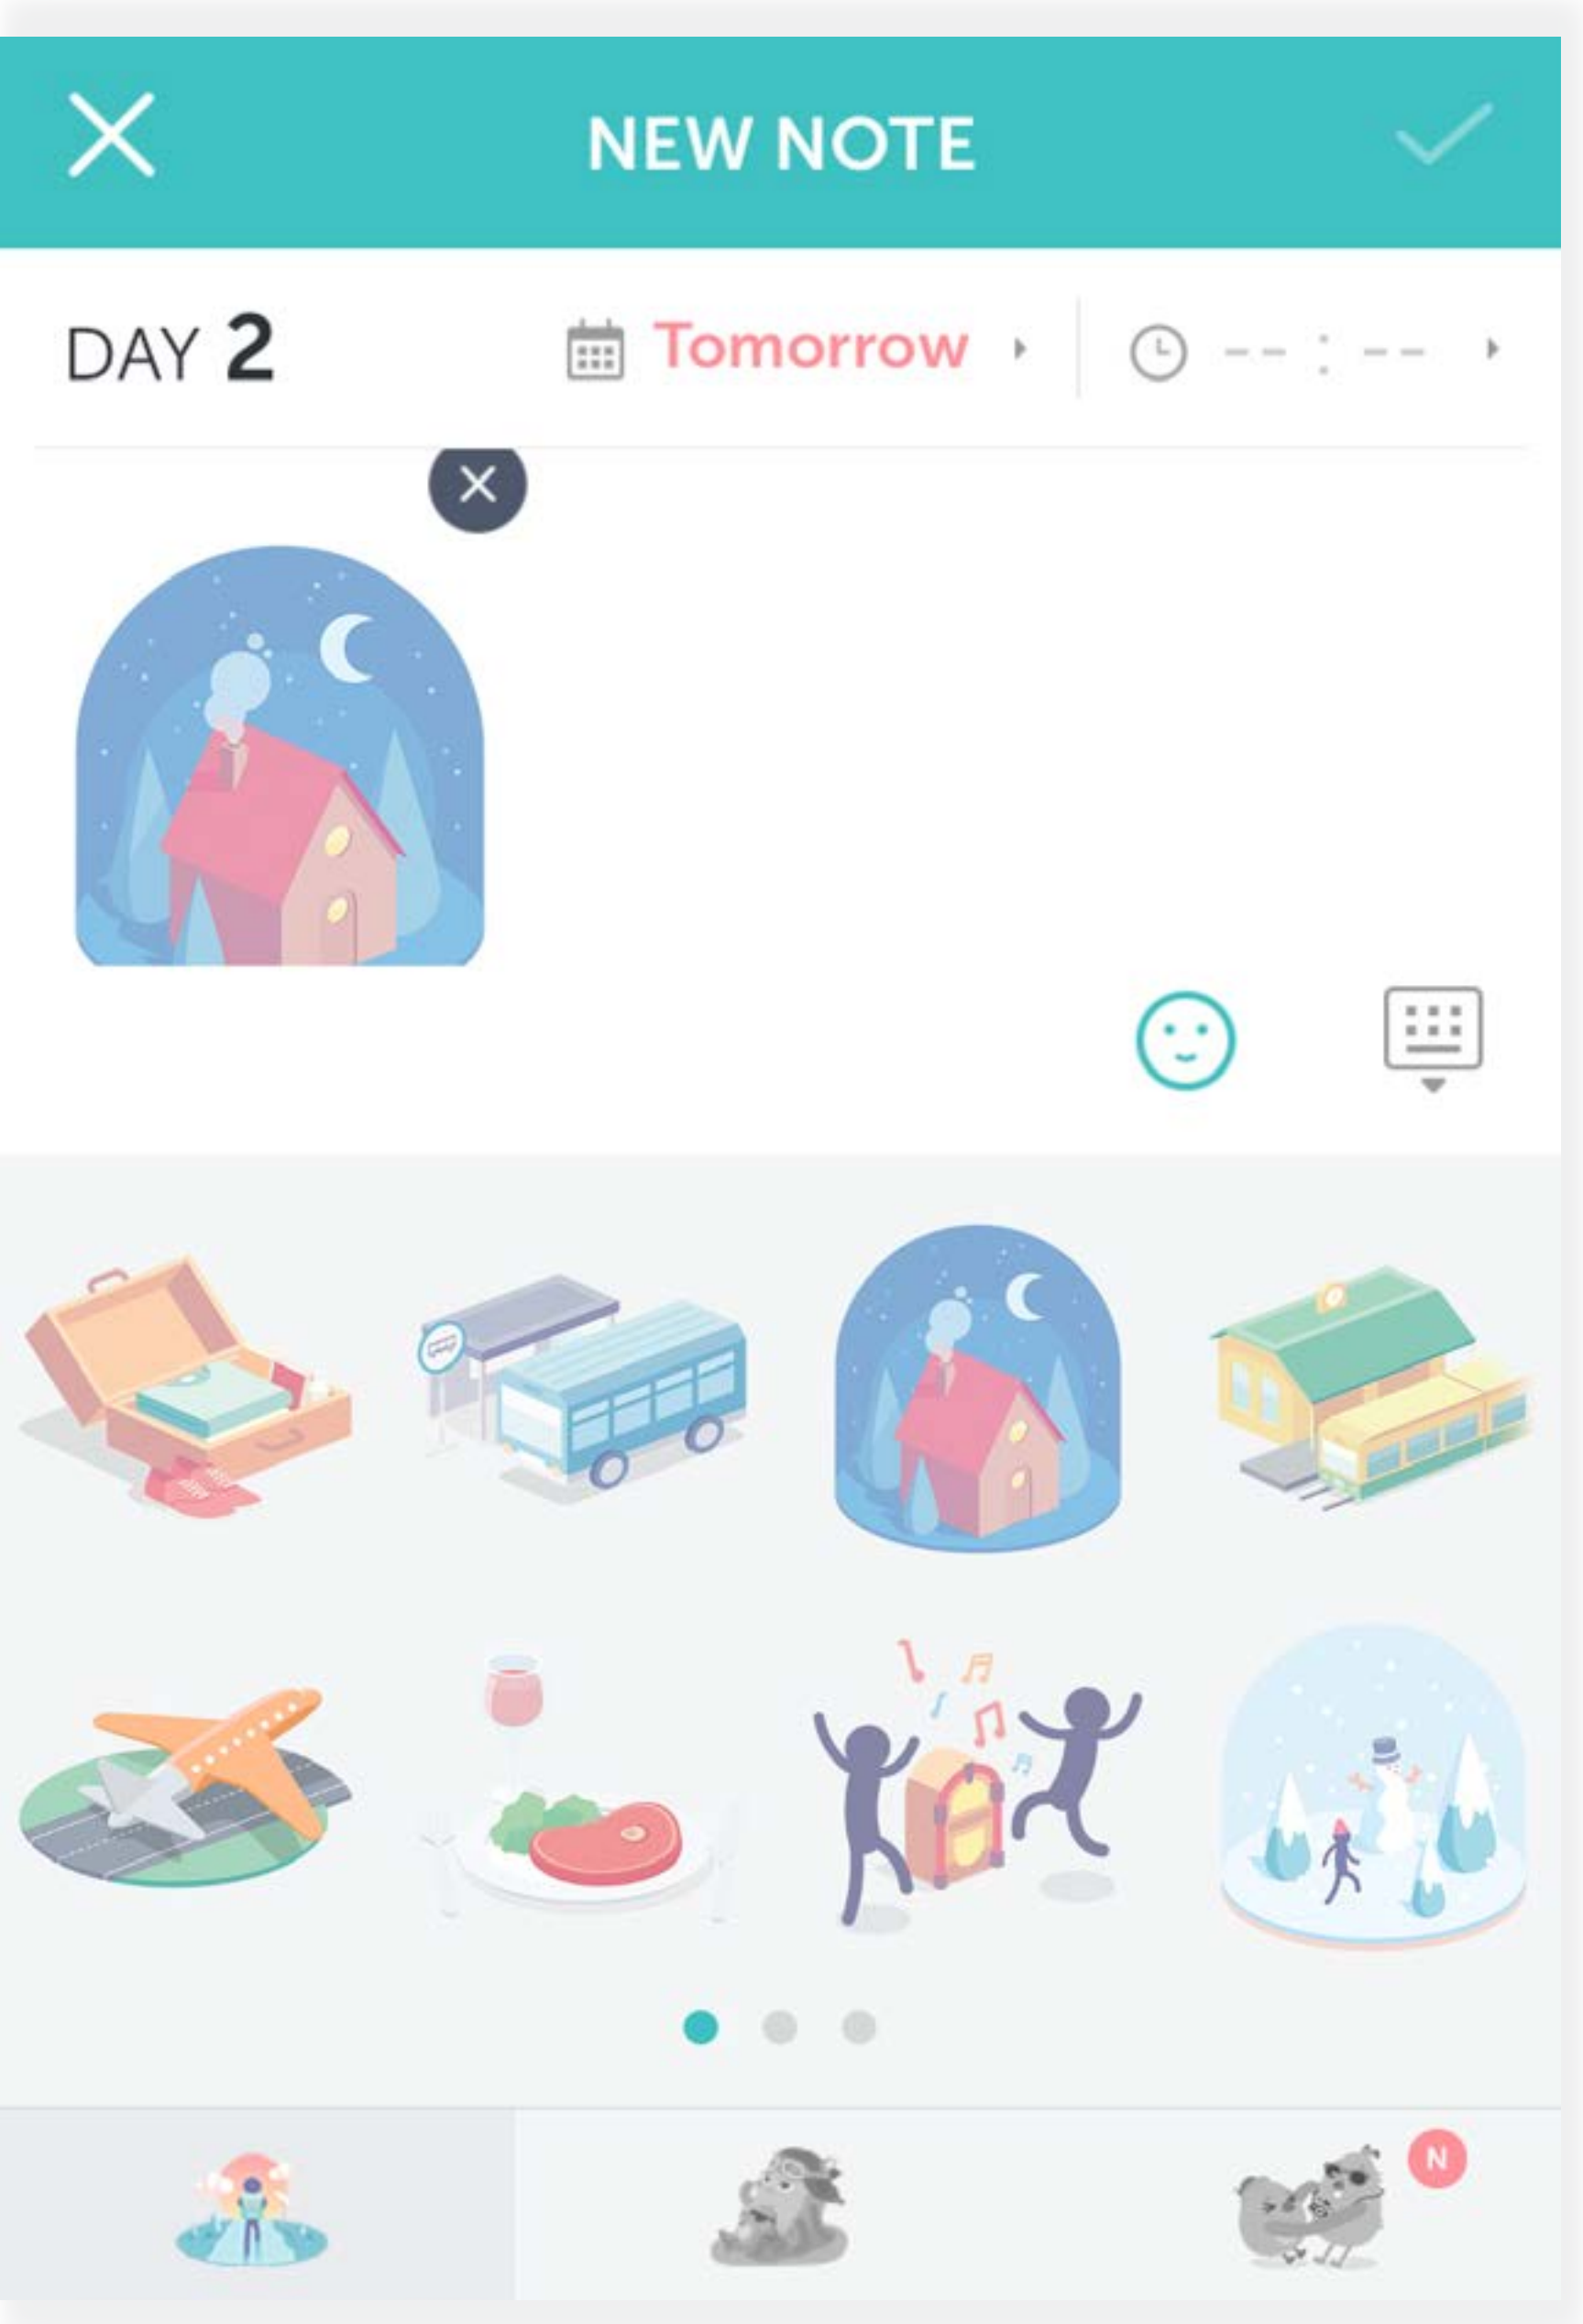 NEW NOTE
DAY 2
Tomorrow
-- : --
N